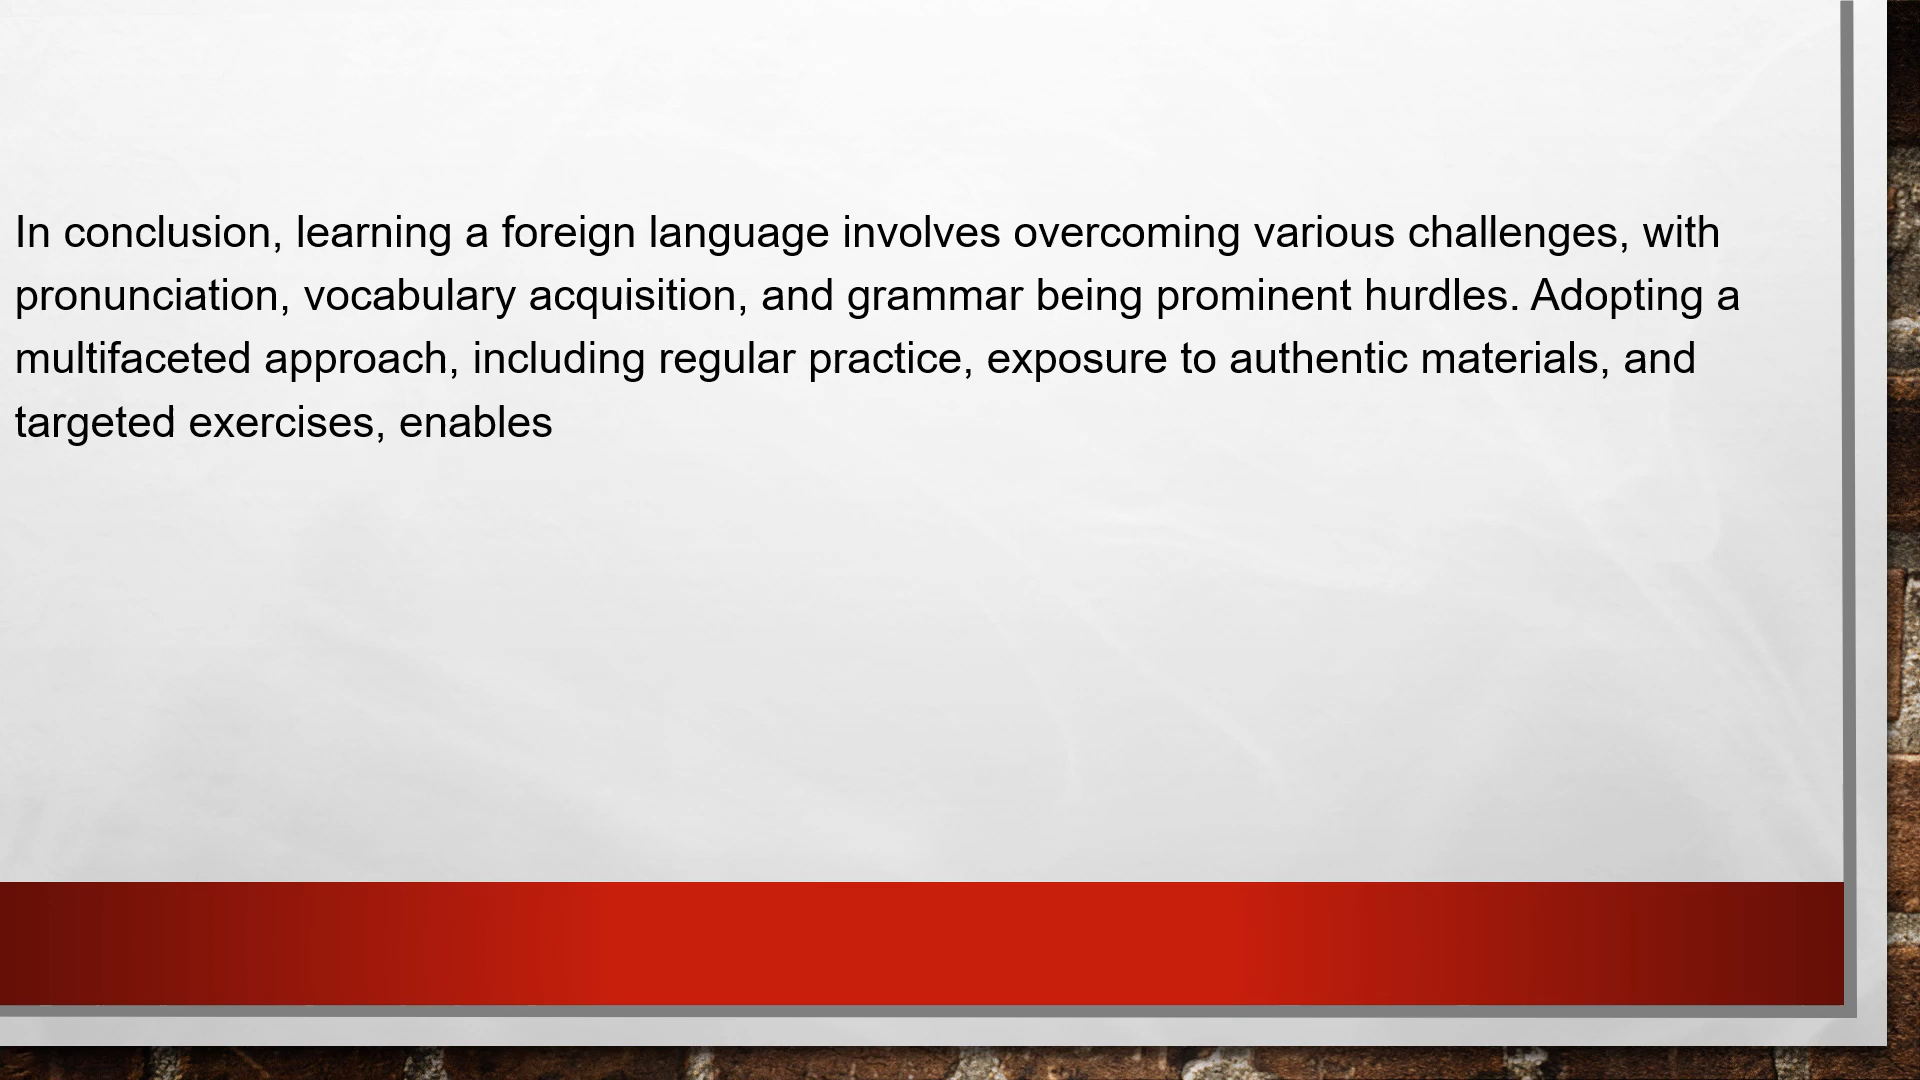 In conclusion, learning a foreign language involves overcoming various challenges, with
pronunciation, vocabulary acquisition, and grammar being prominent hurdles. Adopting a
multifaceted approach, including regular practice, exposure to authentic materials, and
targeted exercises, enables